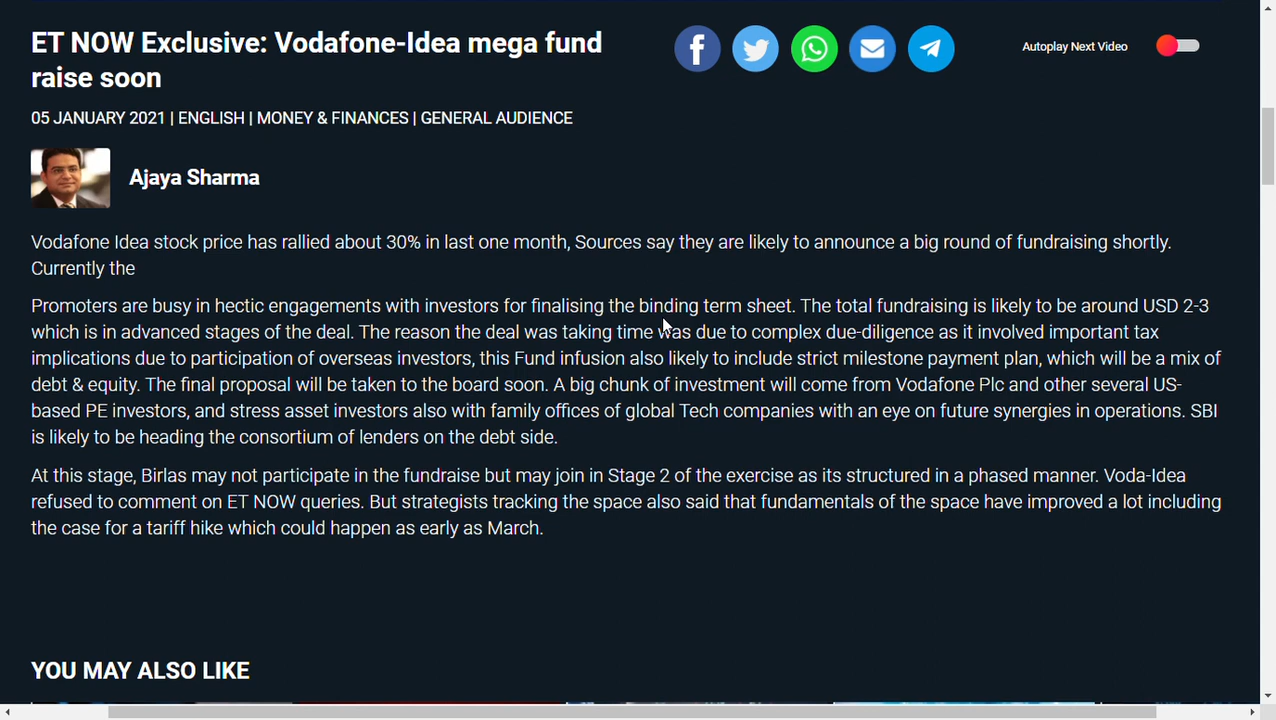 ET NOW Exclusive: Vodafone-Idea mega fund
raise soon
Autoplay Next Video
05 JANUARY 2021 | ENGLISH | MONEY & FINANCES | GENERAL AUDIENCE
Ajaya Sharma
Vodafone Idea stock price has rallied about 30% in last one month, Sources say they are likely to announce a big round of fundraising shortly.
Currently the
Promoters are busy in hectic engagements with investors for finalising the binding term sheet. The total fundraising is likely to be around USD 2-3
which is in advanced stages of the deal. The reason the deal was taking time was due to complex due-diligence as it involved important tax
implications due to participation of overseas investors, this Fund infusion also likely to include strict milestone payment plan, which will be a mix of
debt & equity. The final proposal will be taken to the board soon. A big chunk of investment will come from Vodafone Plc and other several US-
based PE investors, and stress asset investors also with family offices of global Tech companies with an eye on future synergies in operations. SBI
is likely to be heading the consortium of lenders on the debt side.
At this stage, Birlas may not participate in the fundraise but may join in Stage 2 of the exercise as its structured in a phased manner. Voda-Idea
refused to comment on ET NOW queries. But strategists tracking the space also said that fundamentals of the space have improved a lot including
the case for a tariff hike which could happen as early as March.
YOU MAY ALSO LIKE